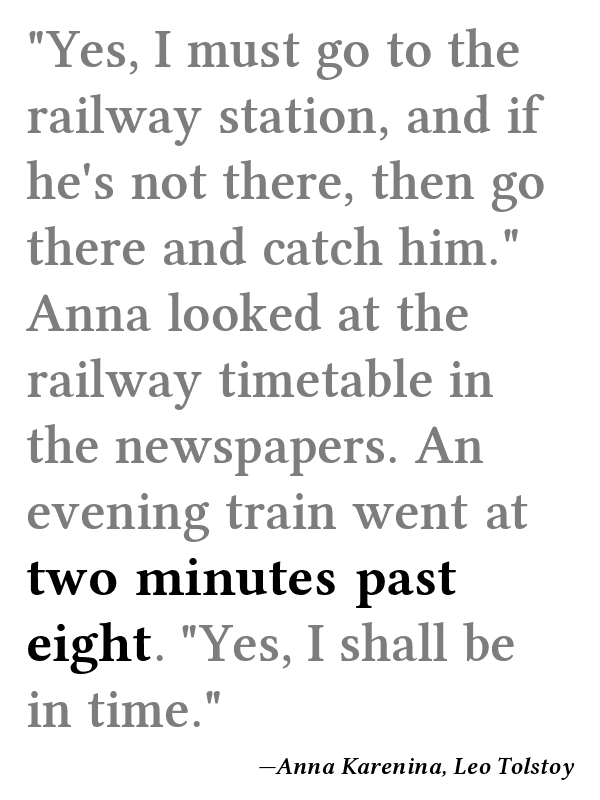 "Yes, I must go to the
railway station, and if
he's not there, then go
there and catch him."
Anna looked at the
railway timetable in
the newspapers. An
evening train went at
two minutes past
eight. "Yes, I shall be
in time."
—Anna Karenina, Leo Tolstoy